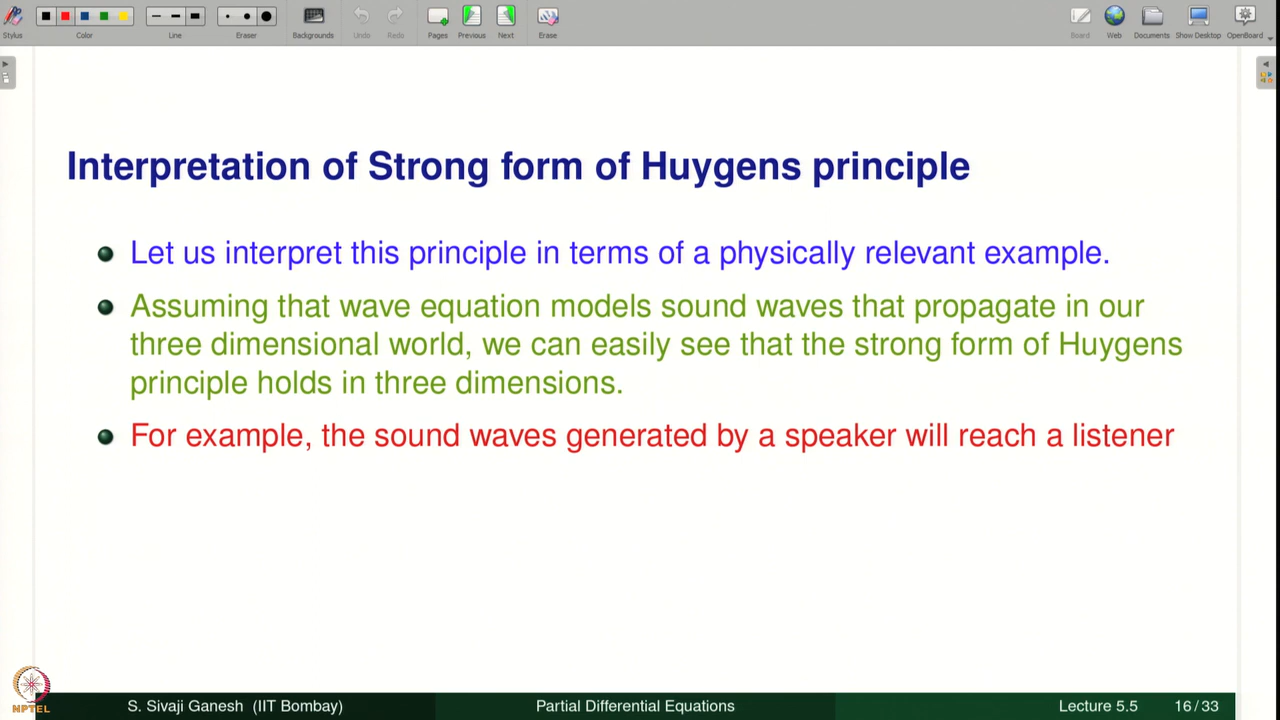 Stylus Color Line Eraser Backgrounds Undo Redo Pages Previous Next Erase Board Web Documents Show Desktop OpenBoard
Interpretation of Strong form of Huygens principle
Let us interpret this principle in terms of a physically relevant example.
Assuming that wave equation models sound waves that propagate in our
three dimensional world, we can easily see that the strong form of Huygens
principle holds in three dimensions.
For example, the sound waves generated by a speaker will reach a listener
NPTEL
S. Sivaji Ganesh (IIT Bombay) Partial Differential Equations Lecture 5.5 16/33